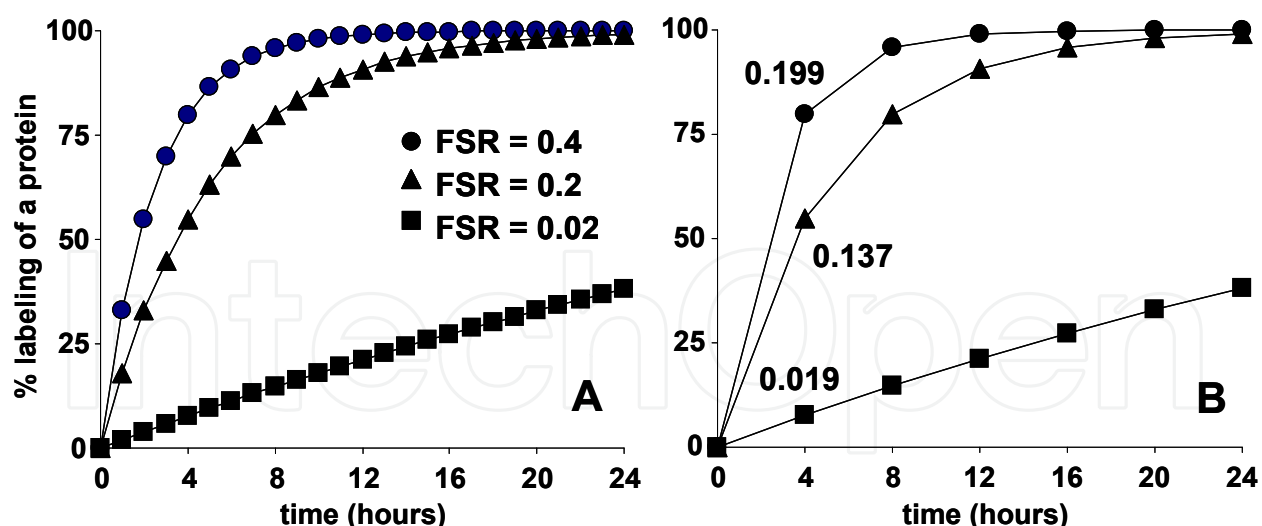 % labeling of a protein
100
75
50
25
0
0 4 8 12 16 20 24
time (hours)
FSR = 0.4
FSR = 0.2
FSR = 0.02
A
100
75
50
25
0
0 4 8 12 16 20 24
time (hours)
0.199
0.137
0.019
B
IntechOpen